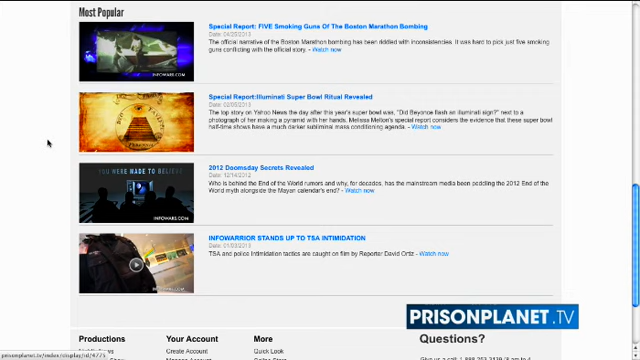 Most Popular
Special Report: FIVE Smoking Guns Of The Boston Marathon Bombing
Date: 04/25/2013
The official narrative of the Boston Marathon bombing has been riddled with inconsistencies. It was hard to pick just five smoking
guns conflicting with the official story. - Watch now
INFOWARS.COM
Special Report:Illuminati Super Bowl Ritual Revealed
Date: 02/05/2013
The top story on Yahoo News the day after this year's super bowl was, "Did Beyonce flash an illuminati sign?" next to a
photograph of her making a pyramid with her hands. Melissa Melton's special report considers the evidence that these super bowl
half-time shows have a much darker subliminal mass conditioning agenda. - Watch now
2012 Doomsday Secrets Revealed
Date: 12/14/2012
YOU WERE MADE TO BELIEVE
Who is behind the End of the World rumors and why, for decades, has the mainstream media been peddling the 2012 End of the
World myth alongside the Mayan calendar's end? - Watch now
INFOWARS.COM
INFOWARRIOR STANDS UP TO TSA INTIMIDATION
Date: 01/03/2013
TSA and police Intimidation tactics are caught on film by Reporter David Ortiz - Watch now
INFOWARS.COM
PRISONPLANET.TV
Productions
Your Account
More
Questions?
Create Account
Quick Look
prisonplanet.tv/index/display/id/4775